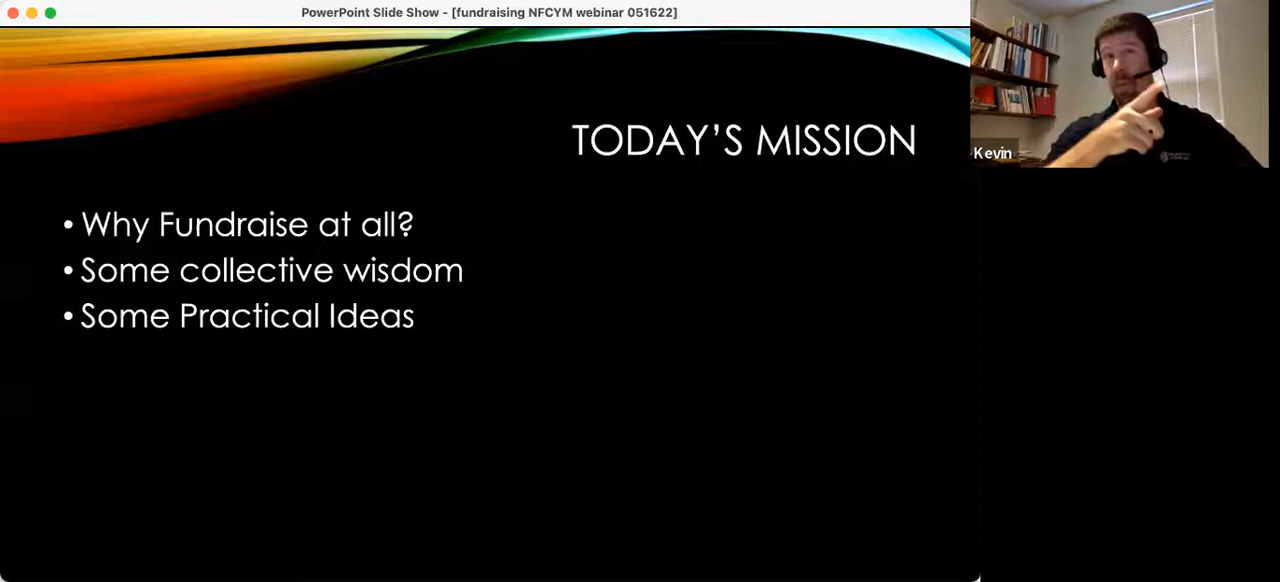 PowerPoint Slide Show - [fundraising NFCYM webinar 051622]
TODAY'S MISSION
• Why Fundraise at all?
• Some collective wisdom
• Some Practical Ideas
Kevin